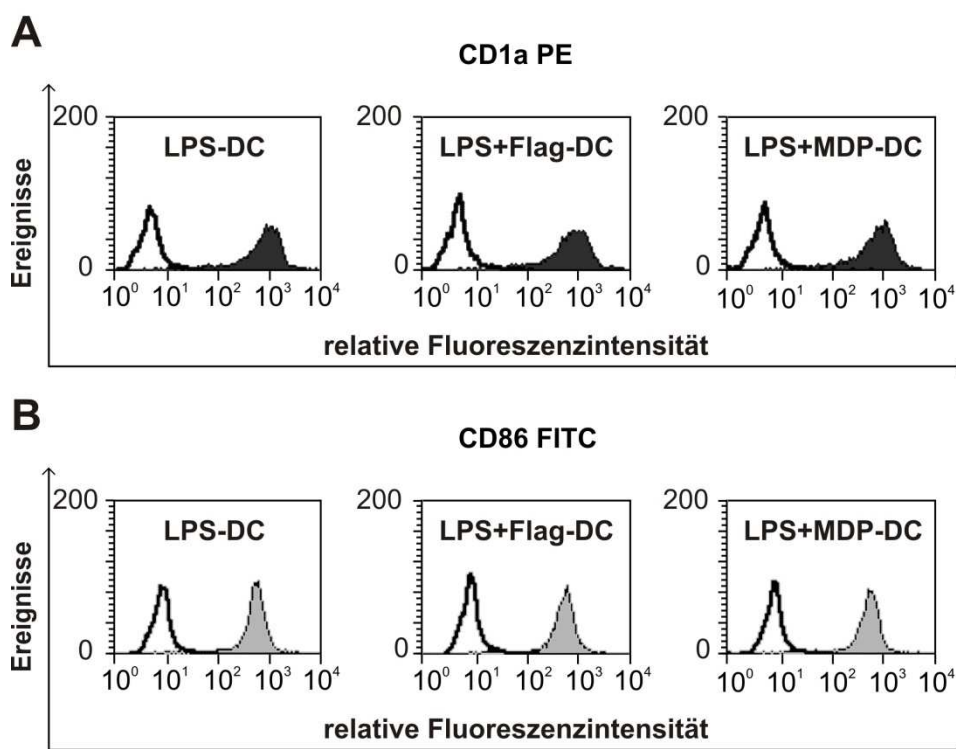 A
CD1a PE
Ereignisse
200
0
LPS-DC
10⁰ 10¹ 10² 10³ 10⁴
LPS+Flag-DC
200
0
10⁰ 10¹ 10² 10³ 10⁴
LPS+MDP-DC
200
0
10⁰ 10¹ 10² 10³ 10⁴
relative Fluoreszenzintensität
B
CD86 FITC
Ereignisse
200
0
LPS-DC
10⁰ 10¹ 10² 10³ 10⁴
LPS+Flag-DC
200
0
10⁰ 10¹ 10² 10³ 10⁴
LPS+MDP-DC
200
0
10⁰ 10¹ 10² 10³ 10⁴
relative Fluoreszenzintensität